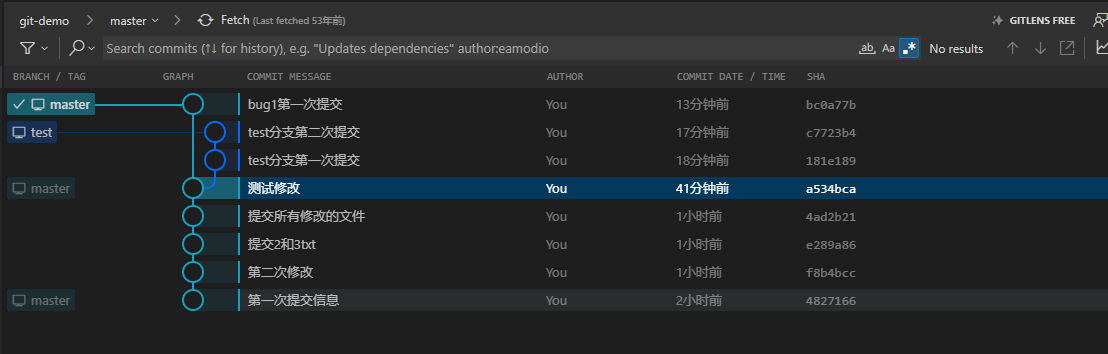 git-demo > master > Fetch (Last fetched 53年前) GITLENS FREE
Search commits (↑↓ for history), e.g. "Updates dependencies" author:eamodio ab, Aa .* No results
BRANCH / TAG GRAPH COMMIT MESSAGE AUTHOR COMMIT DATE / TIME SHA
master bug1第一次提交 You 13分钟前 bc0a77b
test test分支第二次提交 You 17分钟前 c7723b4
test分支第一次提交 You 18分钟前 181e189
master 测试修改 You 41分钟前 a534bca
提交所有修改的文件 You 1小时前 4ad2b21
提交2和3txt You 1小时前 e289a86
第二次修改 You 1小时前 f8b4bcc
master 第一次提交信息 You 2小时前 4827166